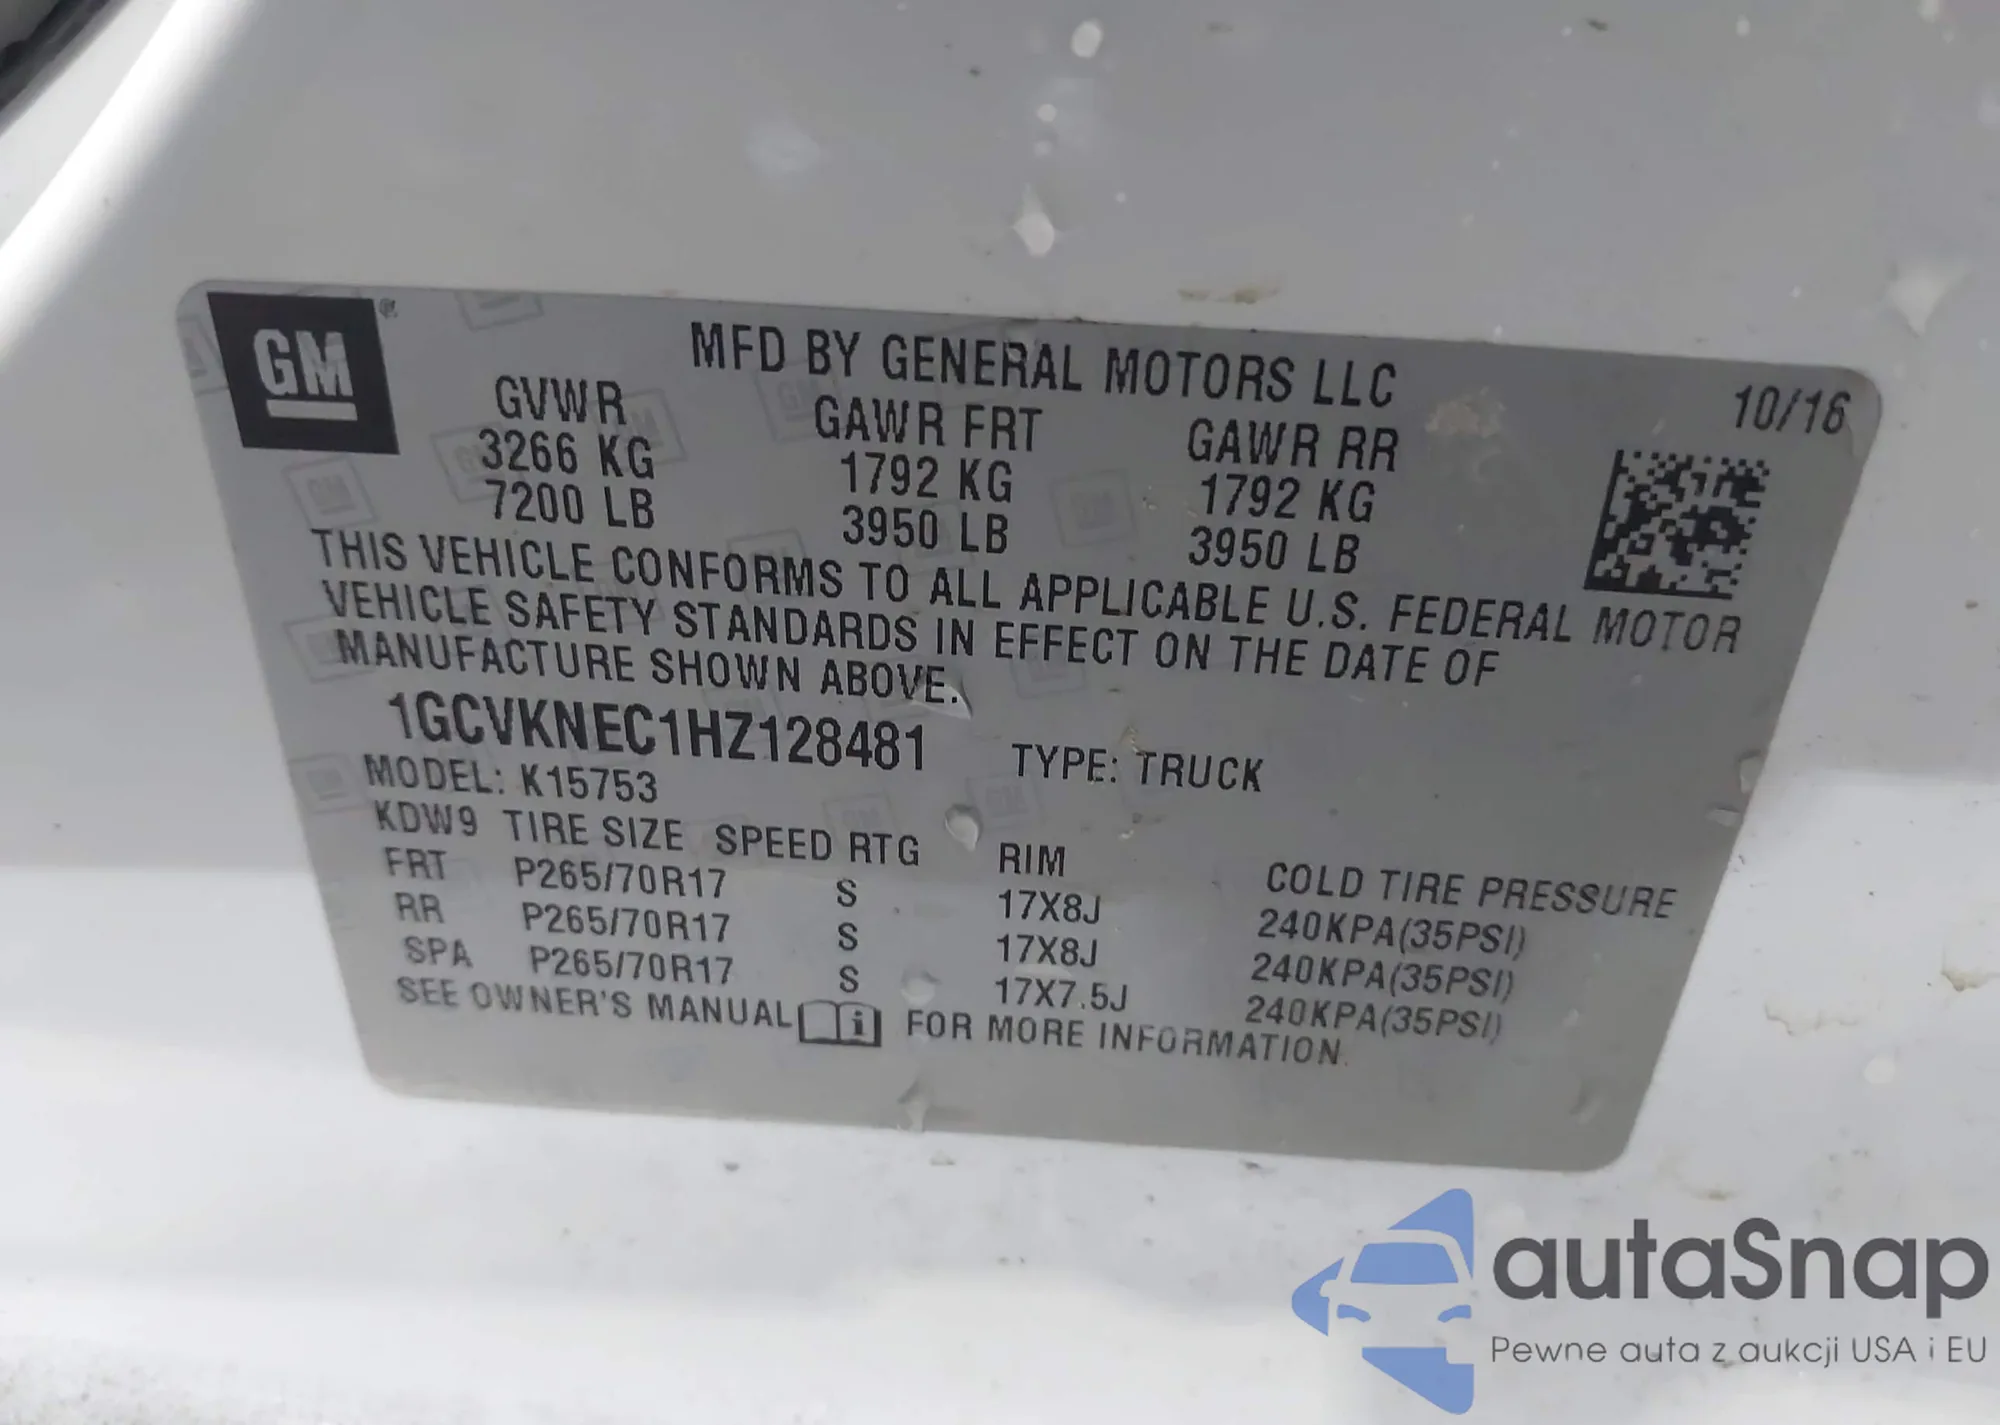 GM
MFD BY GENERAL MOTORS LLC
10/16
GVWR GAWR FRT GAWR RR
3266 KG 1792 KG 1792 KG
7200 LB 3950 LB 3950 LB
THIS VEHICLE CONFORMS TO ALL APPLICABLE U.S. FEDERAL MOTOR
VEHICLE SAFETY STANDARDS IN EFFECT ON THE DATE OF
MANUFACTURE SHOWN ABOVE.
1GCVKNEC1HZ128481 TYPE: TRUCK
MODEL: K15753
KDW9 TIRE SIZE SPEED RTG RIM COLD TIRE PRESSURE
FRT P265/70R17 S 17X8J 240KPA(35PSI)
RR P265/70R17 S 17X8J 240KPA(35PSI)
SPA P265/70R17 S 17X7.5J 240KPA(35PSI)
SEE OWNER'S MANUAL FOR MORE INFORMATION.
autaSnap
Pewne auta z aukcji USA i EU